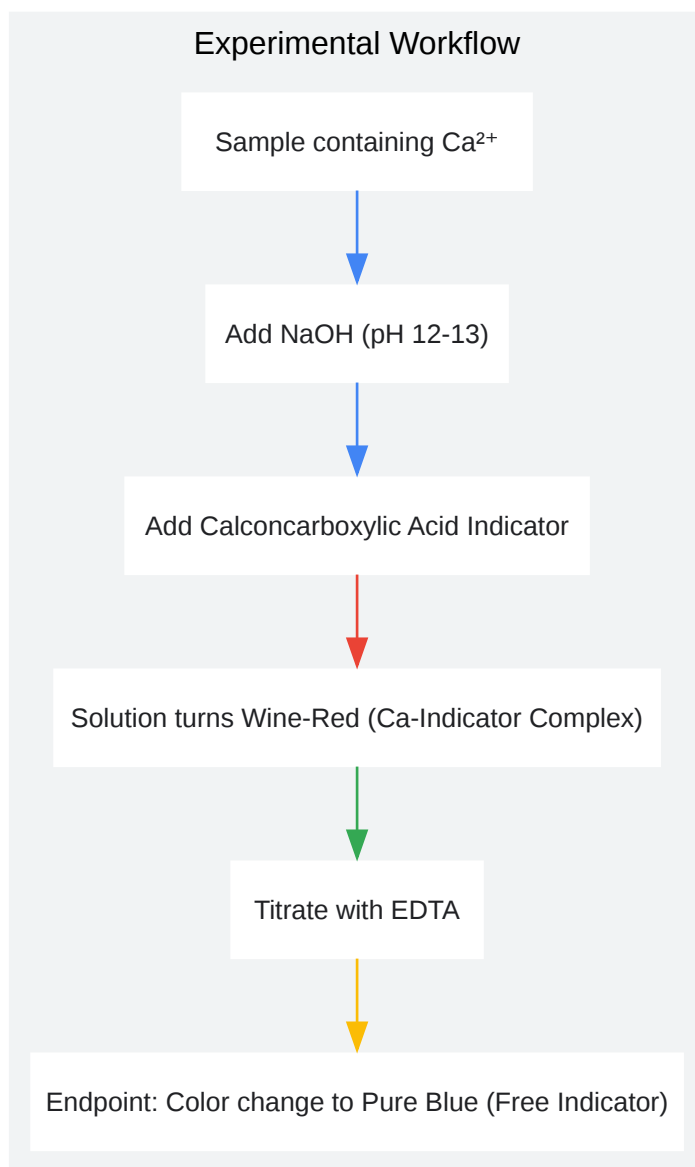 Experimental Workflow
Sample containing Ca²⁺
Add NaOH (pH 12-13)
Add Calconcarboxylic Acid Indicator
Solution turns Wine-Red (Ca-Indicator Complex)
Titrate with EDTA
Endpoint: Color change to Pure Blue (Free Indicator)